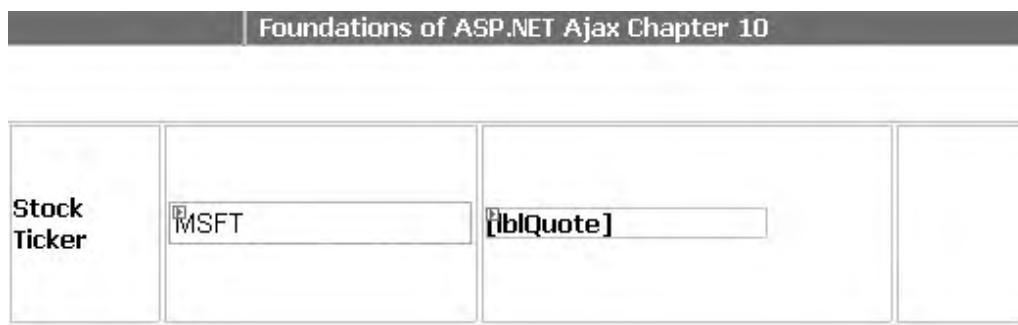 Foundations of ASP.NET Ajax Chapter 10
Stock
Ticker
MSFT
[lblQuote]